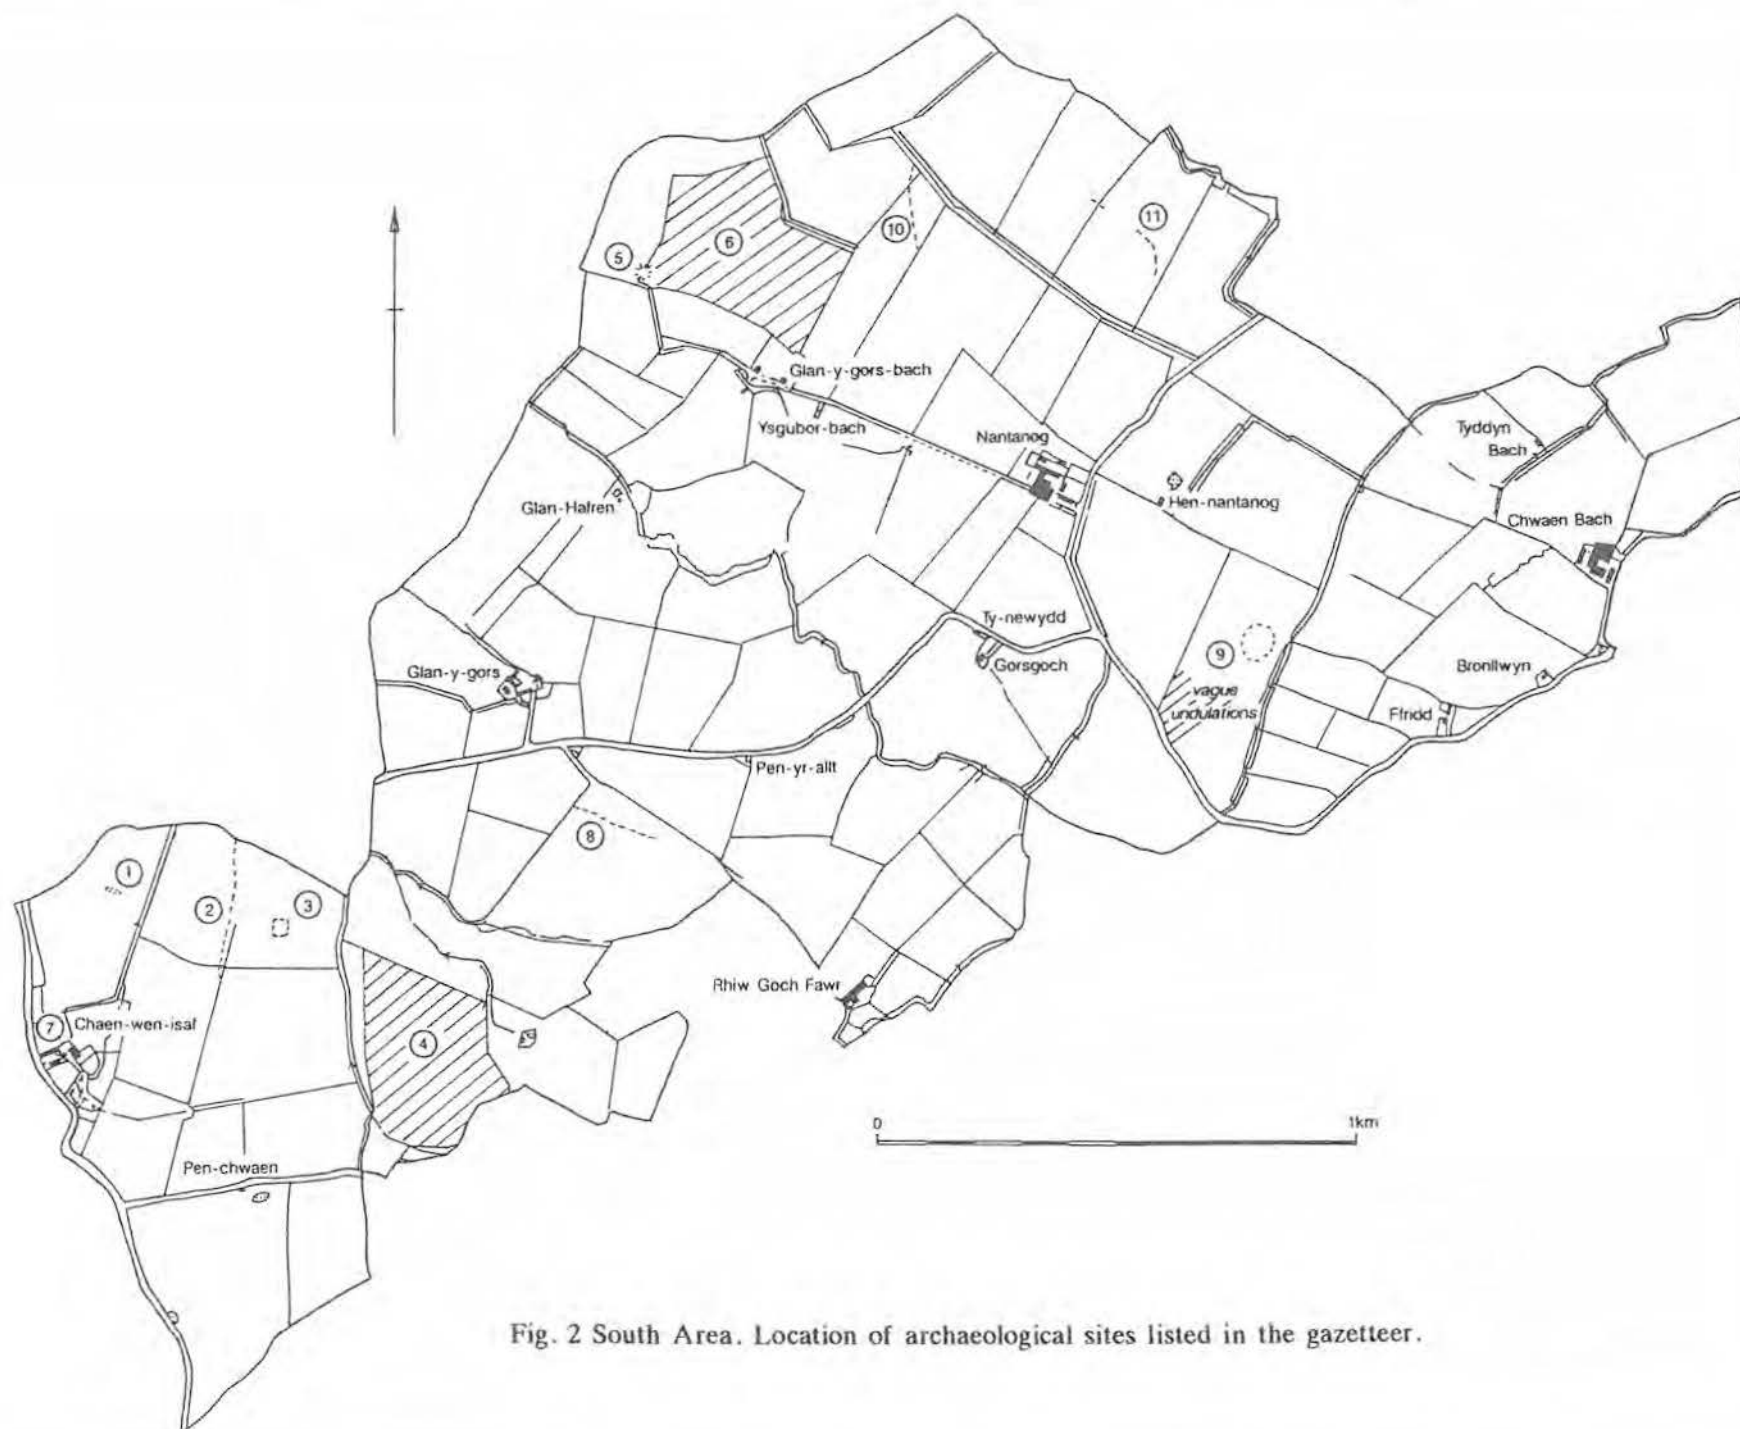 11
6
10
5
Glan-y-gors-bach
Ysgubor-bach
Nantanog
Tyddyn
Bach
Glan-Hafren
Hen-nantanog
Chwaen Bach
Ty-newydd
9
Glan-y-gors
Gorsgoch
Bronllwyn
vague
undulations
Ffridd
Pen-yr-allt
8
1
2
3
Rhiw Goch Fawr
7
Chaen-wen-isaf
4
0
1km
Pen-chwaen
Fig. 2 South Area. Location of archaeological sites listed in the gazetteer.